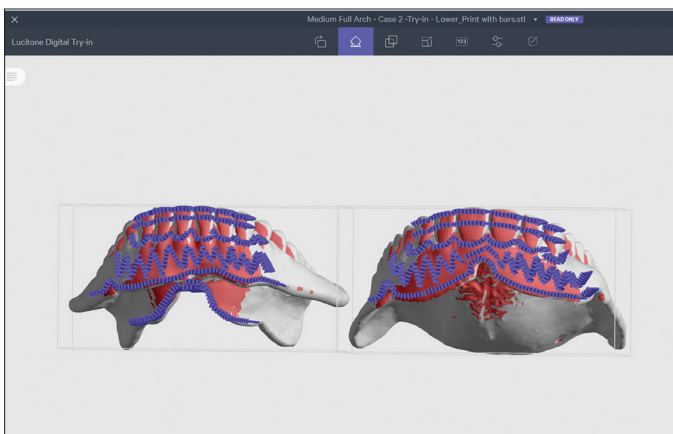 Medium Full Arch - Case 2 -Try-in - Lower_Print with bars.stl
READ ONLY
Lucitone Digital Try-in
123